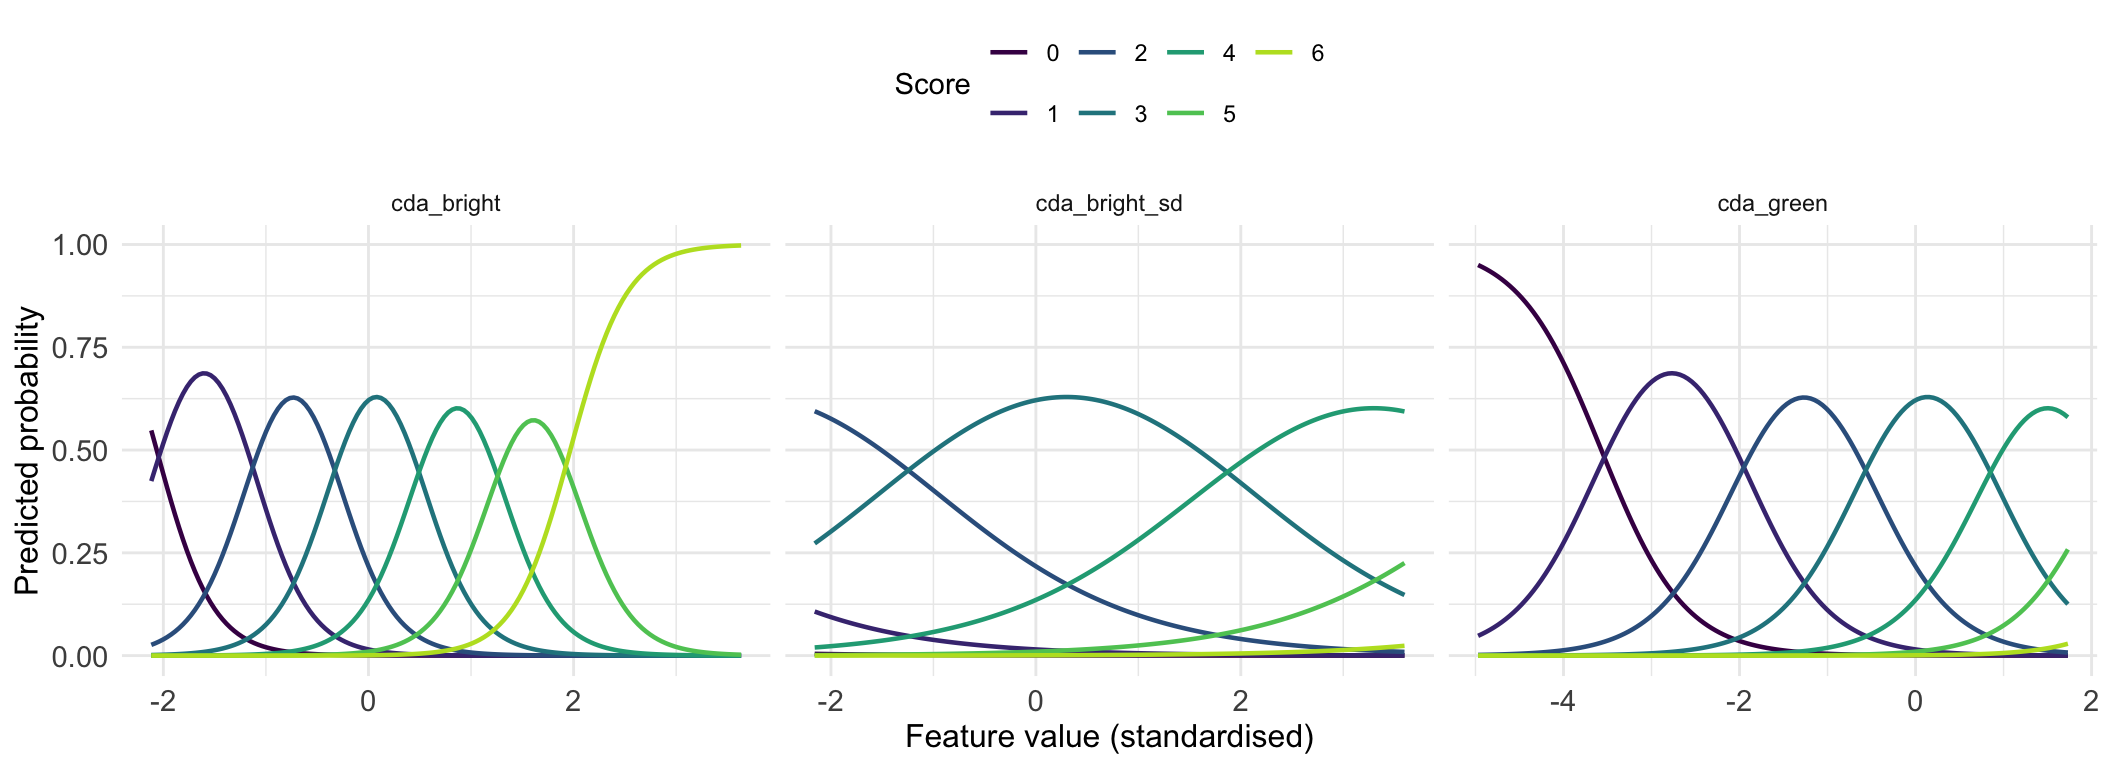 Score
0 2 4 6
1 3 5
cda_bright cda_bright_sd cda_green
Predicted probability
1.00
0.75
0.50
0.25
0.00
-2 0 2 -2 0 2 -4 -2 0 2
Feature value (standardised)